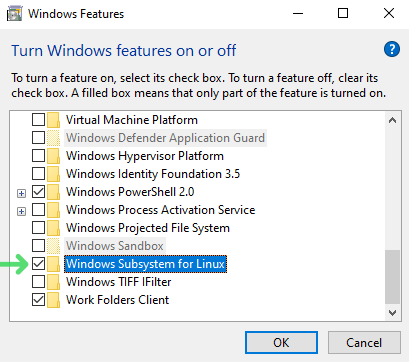 Windows Features
Turn Windows features on or off
To turn a feature on, select its check box. To turn a feature off, clear its
check box. A filled box means that only part of the feature is turned on.
Virtual Machine Platform
Windows Defender Application Guard
Windows Hypervisor Platform
Windows Identity Foundation 3.5
Windows PowerShell 2.0
Windows Process Activation Service
Windows Projected File System
Windows Sandbox
Windows Subsystem for Linux
Windows TIFF IFilter
Work Folders Client
OK
Cancel